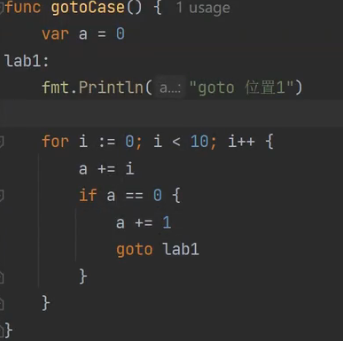 func gotoCase() { 1 usage
var a = 0
lab1:
fmt.Println( a...: "goto 位置1")
for i := 0; i < 10; i++ {
a += i
if a == 0 {
a += 1
goto lab1
}
}
}